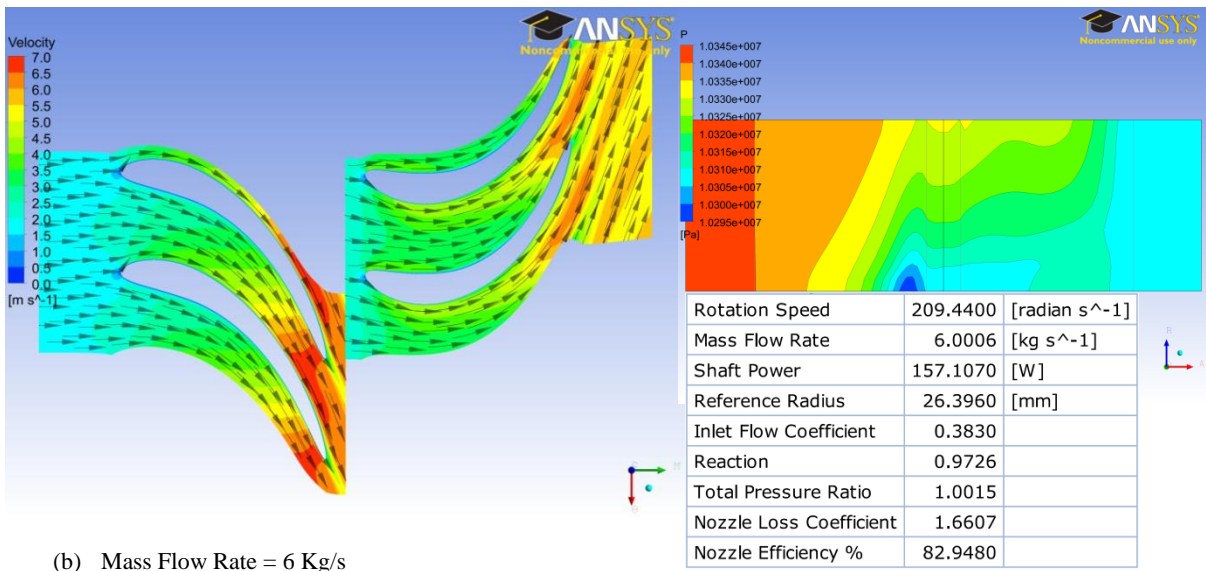 ANSYS
Noncommercial use only
Velocity
7.0
6.5
6.0
5.5
5.0
4.5
4.0
3.5
3.0
2.5
2.0
1.5
1.0
0.5
0.0
[m s^-1]
ANSYS
Noncommercial use only
P
1.0345e+007
1.0340e+007
1.0335e+007
1.0330e+007
1.0325e+007
1.0320e+007
1.0315e+007
1.0310e+007
1.0305e+007
1.0300e+007
1.0295e+007
[Pa]
Rotation Speed 209.4400 [radian s^-1]
Mass Flow Rate 6.0006 [kg s^-1]
Shaft Power 157.1070 [W]
Reference Radius 26.3960 [mm]
Inlet Flow Coefficient 0.3830
Reaction 0.9726
Total Pressure Ratio 1.0015
Nozzle Loss Coefficient 1.6607
Nozzle Efficiency % 82.9480
R
(b) Mass Flow Rate = 6 Kg/s